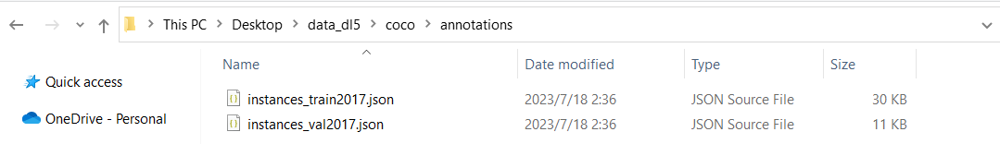 This PC > Desktop > data_dl5 > coco > annotations
Quick access
OneDrive - Personal
Name Date modified Type Size
instances_train2017.json 2023/7/18 2:36 JSON Source File 30 KB
instances_val2017.json 2023/7/18 2:36 JSON Source File 11 KB